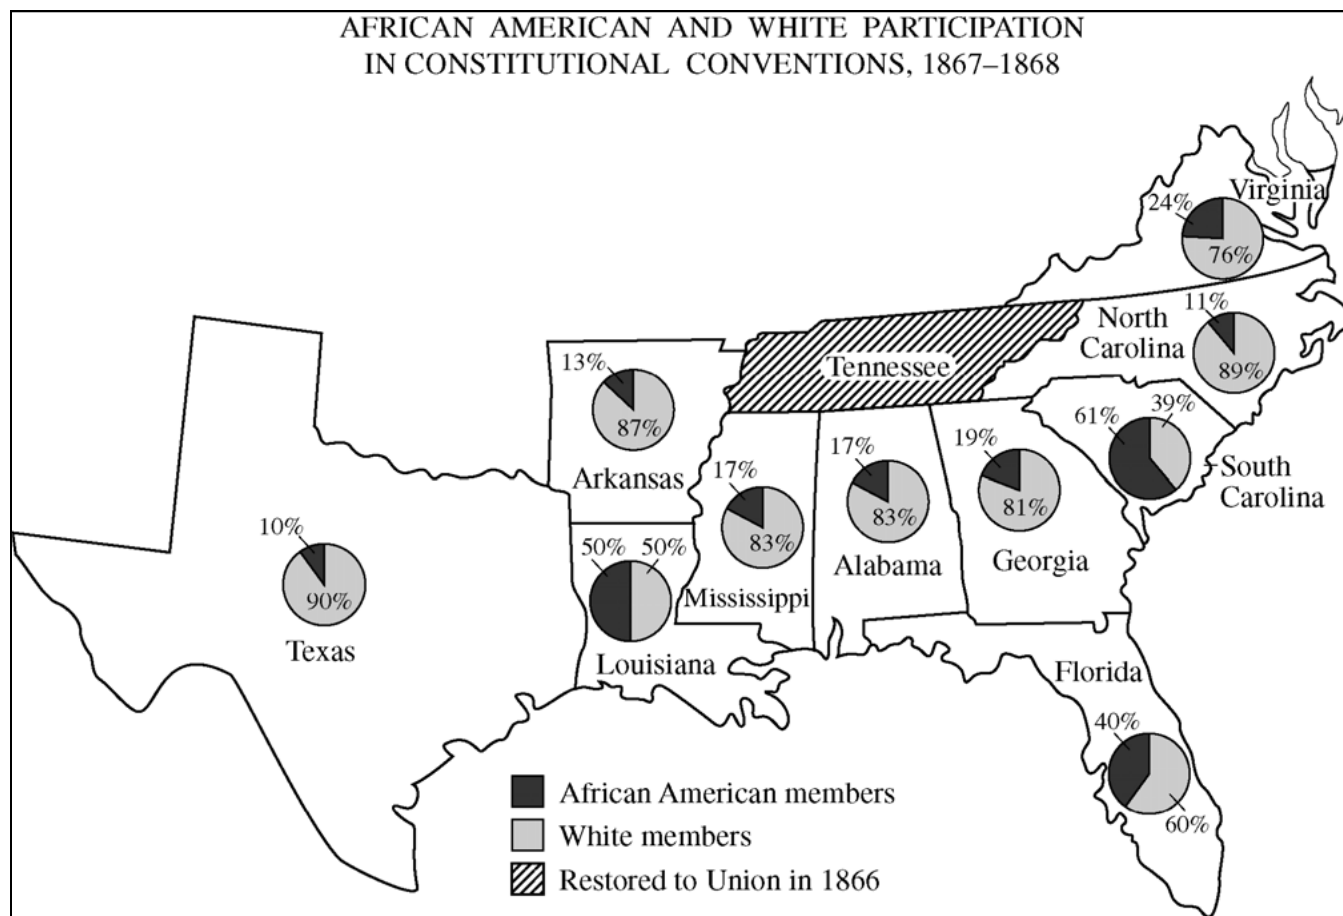 AFRICAN AMERICAN AND WHITE PARTICIPATION
IN CONSTITUTIONAL CONVENTIONS, 1867–1868
Virginia
24%
76%
North
Carolina
11%
89%
Tennessee
13%
87%
Arkansas
61%
39%
South
Carolina
17%
83%
Mississippi
17%
83%
Alabama
19%
81%
Georgia
10%
90%
Texas
50%
50%
Louisiana
Florida
40%
60%
African American members
White members
Restored to Union in 1866